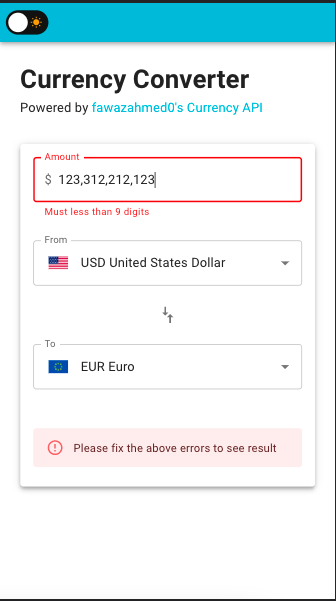 Currency Converter
Powered by fawazahmed0's Currency API
Amount
$ 123,312,212,123
Must less than 9 digits
From
USD United States Dollar
To
EUR Euro
Please fix the above errors to see result